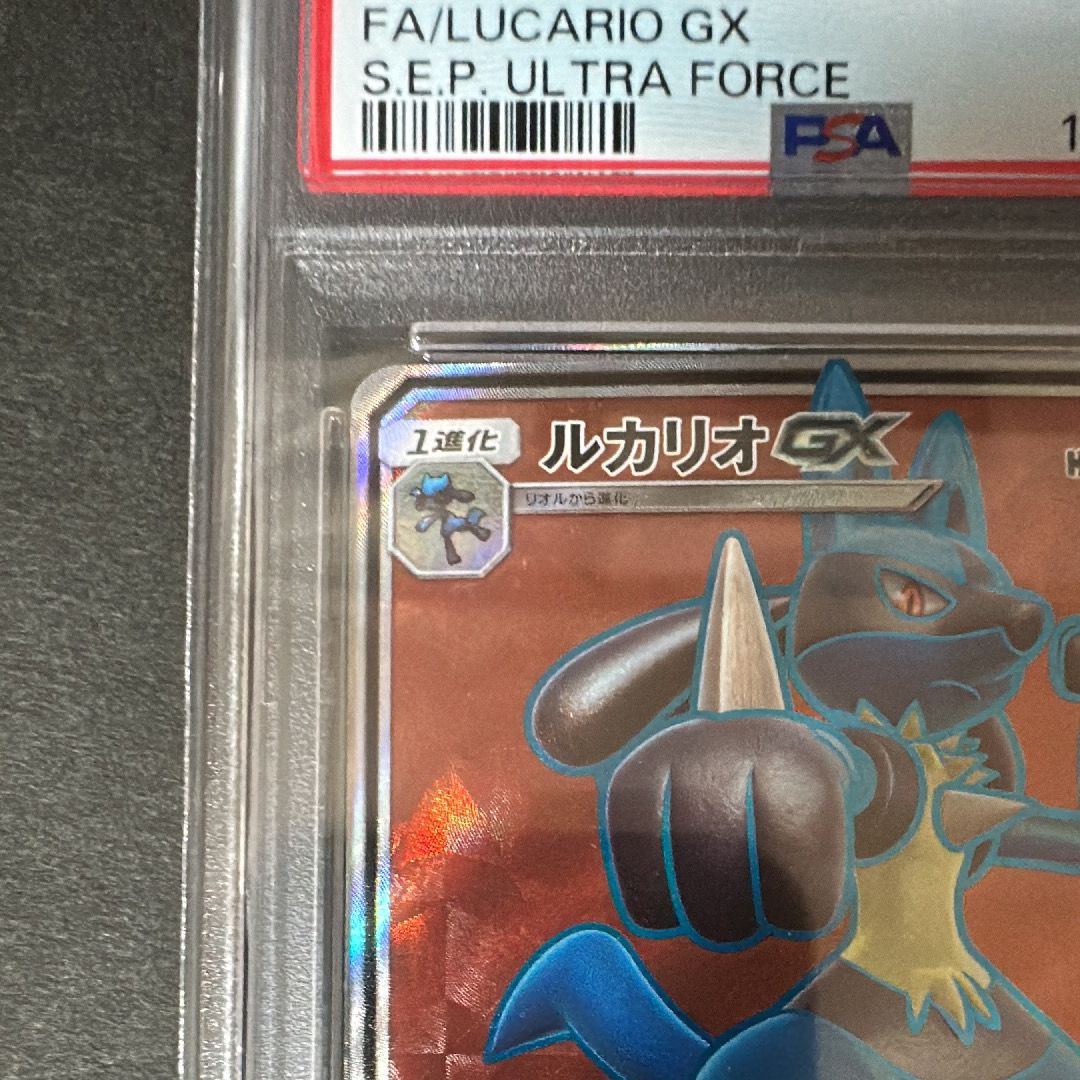 FA/LUCARIO GX
S.E.P. ULTRA FORCE
PSA
1進化
ルカリオGX
リオルから進化